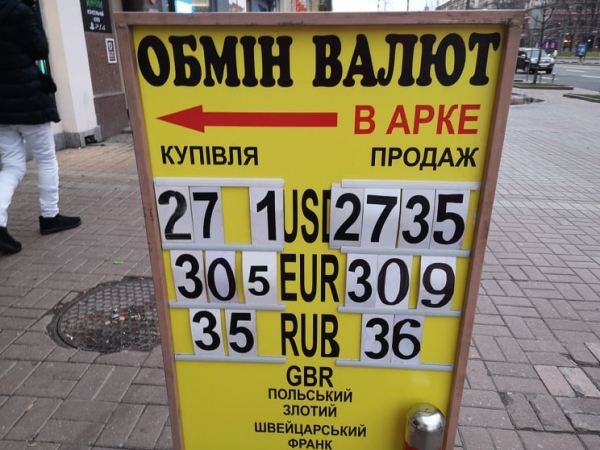 ОБМІН ВАЛЮТ
В АРКЕ
КУПІВЛЯ ПРОДАЖ
27 1 USD 27 35
30 5 EUR 30 9
35 RUB 36
GBR
ПОЛЬСЬКИЙ
ЗЛОТИЙ
ШВЕЙЦАРСЬКИЙ
ФРАНК